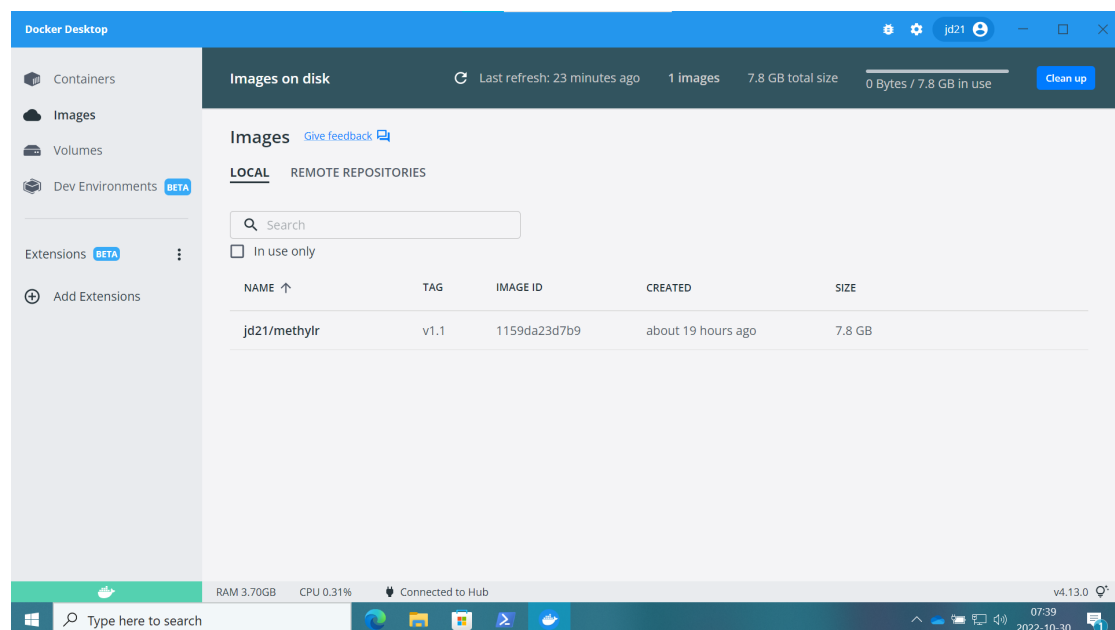 Docker Desktop
jd21
Containers
Images
Volumes
Dev Environments BETA
Extensions BETA
Add Extensions
Images on disk
Last refresh: 23 minutes ago
1 images
7.8 GB total size
0 Bytes / 7.8 GB in use
Clean up
Images Give feedback
LOCAL REMOTE REPOSITORIES
Search
In use only
NAME TAG IMAGE ID CREATED SIZE
jd21/methylr v1.1 1159da23d7b9 about 19 hours ago 7.8 GB
RAM 3.70GB CPU 0.31% Connected to Hub v4.13.0
Type here to search
07:39
2022-10-30
1